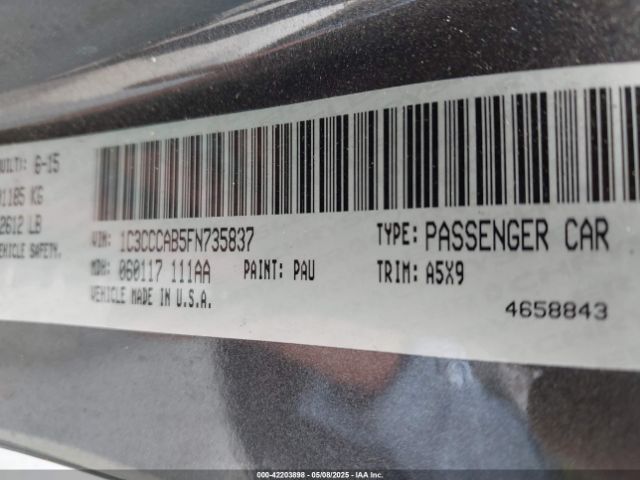 UILT: 6-15
1185 KG
2612 LB
EHICLE SAFETY.
VIN: 1C3CCCAB5FN735837
TYPE: PASSENGER CAR
MDH: 060117 111AA
PAINT: PAU
TRIM: A5X9
VEHICLE MADE IN U.S.A.
4658843
000-42203898 - 05/08/2025 - IAA Inc.